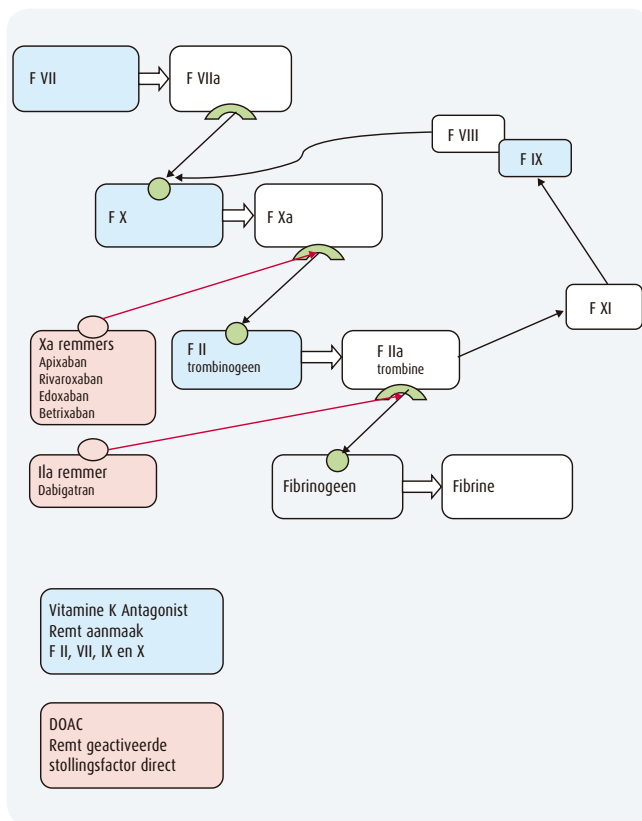 F VII
F VIIa
F VIII
F IX
F X
F Xa
F XI
Xa remmers
Apixaban
Rivaroxaban
Edoxaban
Betrixaban
F II
trombinogeen
F IIa
trombine
IIa remmer
Dabigatran
Fibrinogeen
Fibrine
Vitamine K Antagonist
Remt aanmaak
F II, VII, IX en X
DOAC
Remt geactiveerde
stollingsfactor direct